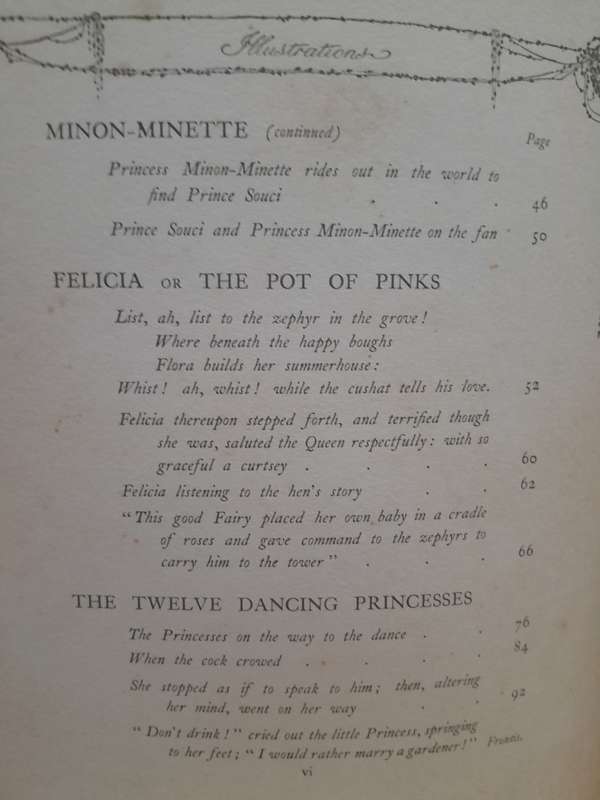 Illustrations
MINON-MINETTE (continued)
Page
Princess Minon-Minette rides out in the world to
find Prince Souci . . . 46
Prince Souci and Princess Minon-Minette on the fan 50
FELICIA OR THE POT OF PINKS
List, ah, list to the zephyr in the grove!
Where beneath the happy boughs
Flora builds her summerhouse:
Whist! ah, whist! while the cushat tells his love. 52
Felicia thereupon stepped forth, and terrified though
she was, saluted the Queen respectfully: with so
graceful a curtsey . . . . 60
Felicia listening to the hen's story . . 62
"This good Fairy placed her own baby in a cradle
of roses and gave command to the zephyrs to
carry him to the tower" . . . 66
THE TWELVE DANCING PRINCESSES
The Princesses on the way to the dance . . 76
When the cock crowed . . . . 84
She stopped as if to speak to him; then, altering
her mind, went on her way . . 92
"Don't drink!" cried out the little Princess, springing
to her feet; "I would rather marry a gardener!" Frontis.
vi